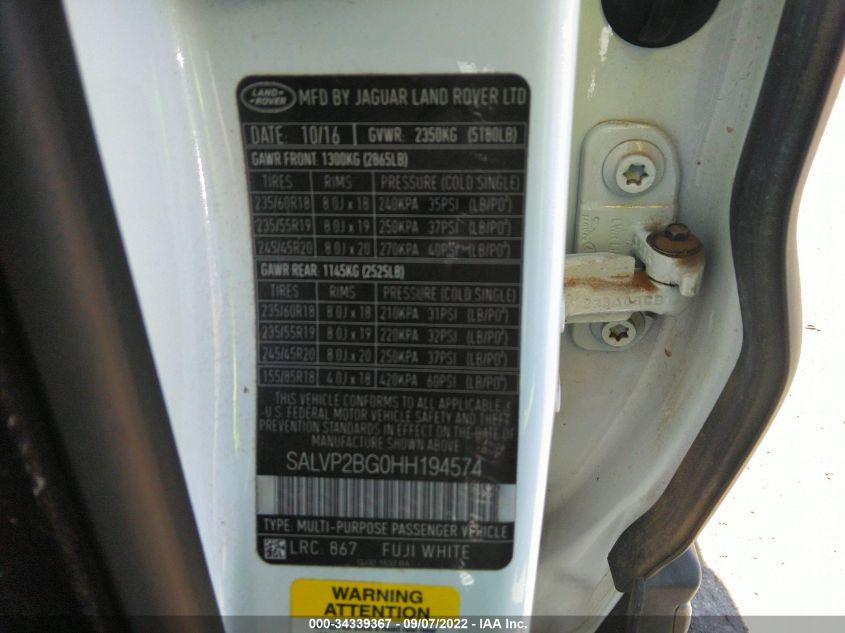 LAND ROVER
MFD BY JAGUAR LAND ROVER LTD
DATE: 10/16 GVWR: 2350KG (5180LB)
GAWR FRONT: 1300KG (2865LB)
TIRES RIMS PRESSURE (COLD SINGLE)
235/60R18 8.0J x 18 240KPA 35PSI (LB/PO²)
235/55R19 8.0J x 19 250KPA 37PSI (LB/PO²)
245/45R20 8.0J x 20 270KPA 40PSI (LB/PO²)
GAWR REAR: 1145KG (2525LB)
TIRES RIMS PRESSURE (COLD SINGLE)
235/60R18 8.0J x 18 210KPA 31PSI (LB/PO²)
235/55R19 8.0J x 19 220KPA 32PSI (LB/PO²)
245/45R20 8.0J x 20 250KPA 37PSI (LB/PO²)
155/85R18 4.0J x 18 420KPA 60PSI (LB/PO²)
THIS VEHICLE CONFORMS TO ALL APPLICABLE
U.S. FEDERAL MOTOR VEHICLE SAFETY AND THEFT
PREVENTION STANDARDS IN EFFECT ON THE DATE OF
MANUFACTURE SHOWN ABOVE.
SALVP2BG0HH194574
TYPE: MULTI-PURPOSE PASSENGER VEHICLE
LRC: 867 FUJI WHITE
WARNING
ATTENTION
000-34339367 - 09/07/2022 - IAA Inc.